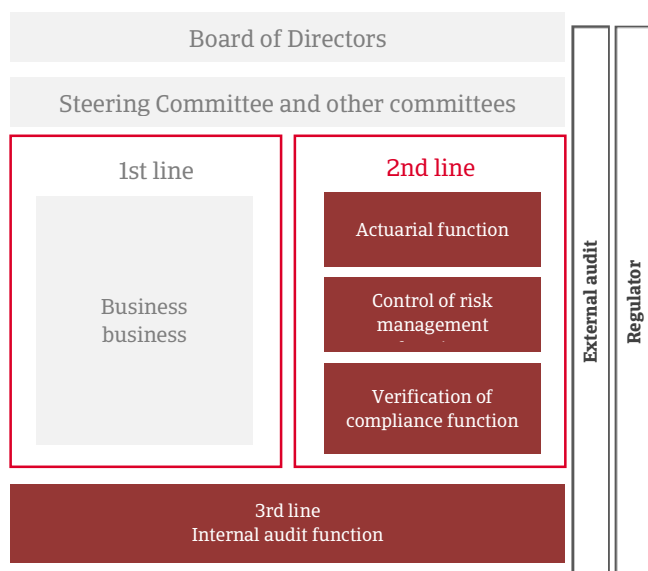 Board of Directors
Steering Committee and other committees
1st line
Business
business
2nd line
Actuarial function
Control of risk
management
Verification of
compliance function
3rd line
Internal audit function
External audit
Regulator